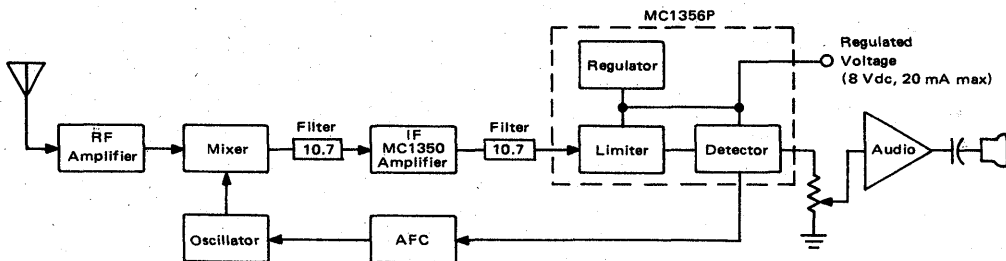 MC1356P
Regulated
Voltage
(8 Vdc, 20 mA max)
Regulator
RF
Amplifier
Mixer
Filter
10.7
IF
MC1350
Amplifier
Filter
10.7
Limiter
Detector
Audio
Oscillator
AFC